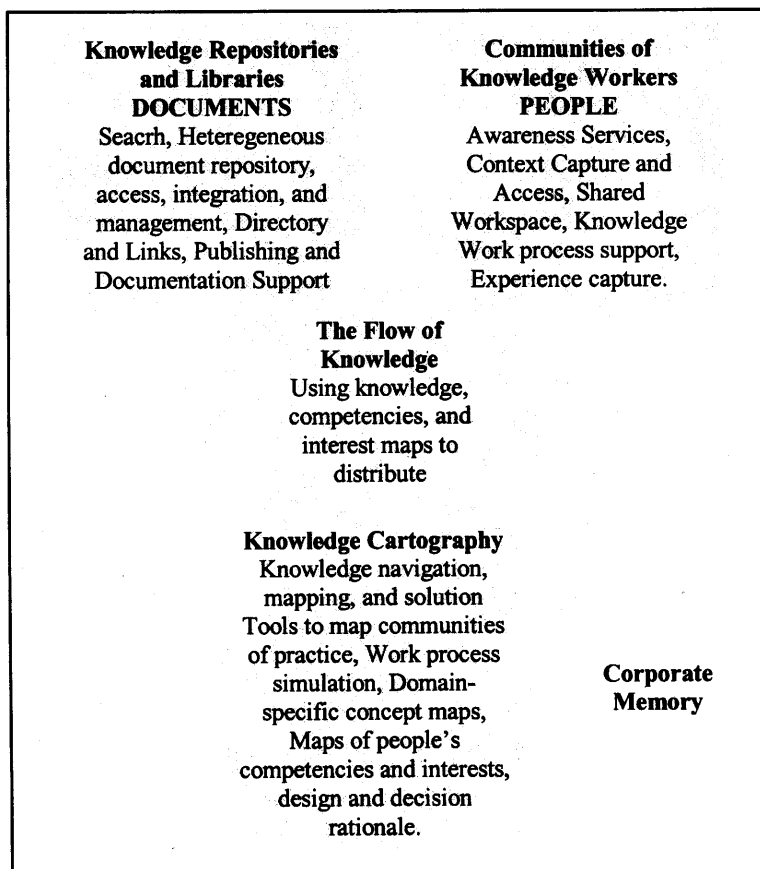 Knowledge Repositories
and Libraries
DOCUMENTS
Seacrh, Heteregeneous
document repository,
access, integration, and
management, Directory
and Links, Publishing and
Documentation Support
Communities of
Knowledge Workers
PEOPLE
Awareness Services,
Context Capture and
Access, Shared
Workspace, Knowledge
Work process support,
Experience capture.
The Flow of
Knowledge
Using knowledge,
competencies, and
interest maps to
distribute
Knowledge Cartography
Knowledge navigation,
mapping, and solution
Tools to map communities
of practice, Work process
simulation, Domain-
specific concept maps,
Maps of people's
competencies and interests,
design and decision
rationale.
Corporate
Memory